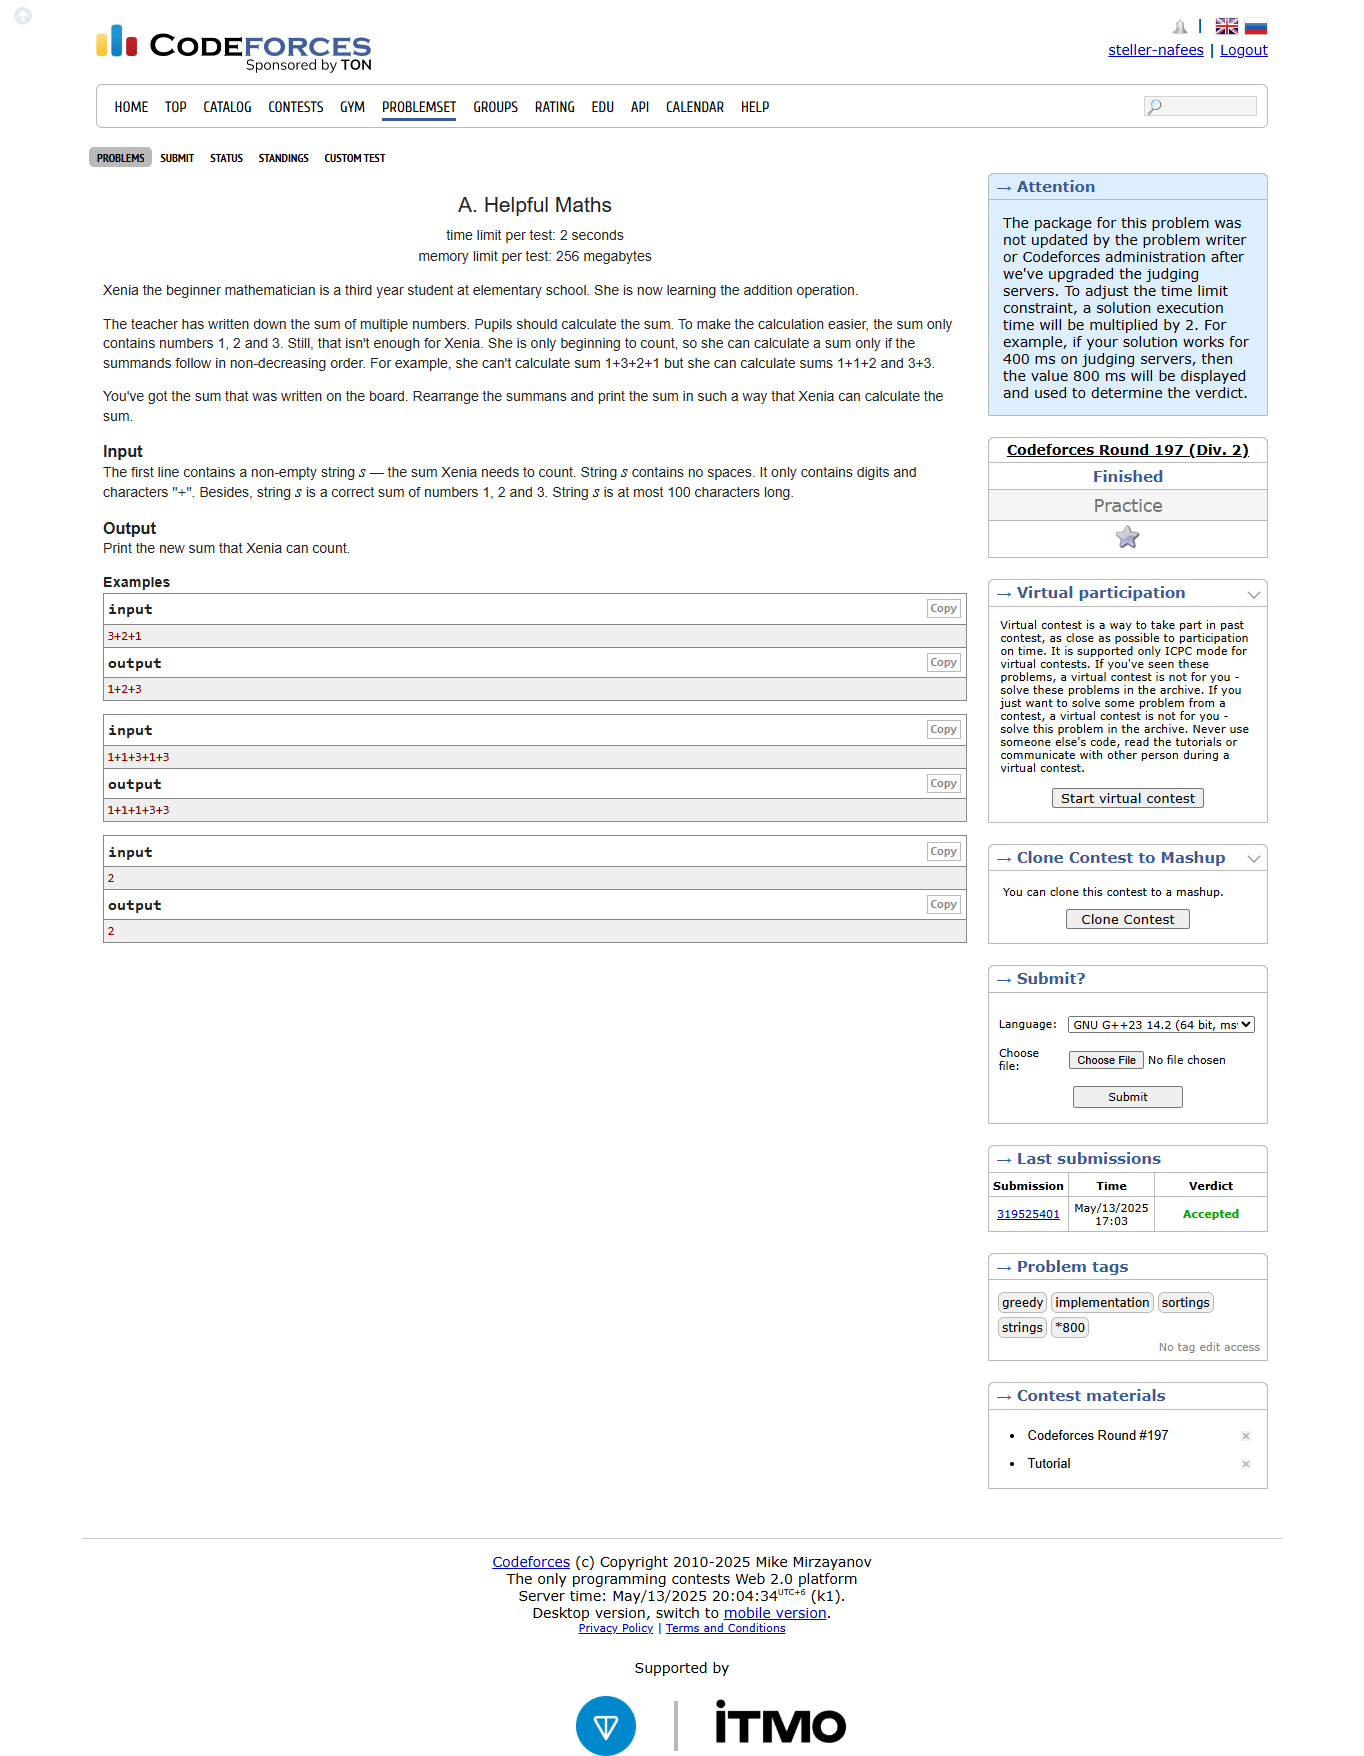 CODEFORCES
Sponsored by TON
|
steller-nafees | Logout
HOME TOP CATALOG CONTESTS GYM PROBLEMSET GROUPS RATING EDU API CALENDAR HELP
PROBLEMS SUBMIT STATUS STANDINGS CUSTOM TEST
A. Helpful Maths
time limit per test: 2 seconds
memory limit per test: 256 megabytes
Xenia the beginner mathematician is a third year student at elementary school. She is now learning the addition operation.
The teacher has written down the sum of multiple numbers. Pupils should calculate the sum. To make the calculation easier, the sum only
contains numbers 1, 2 and 3. Still, that isn't enough for Xenia. She is only beginning to count, so she can calculate a sum only if the
summands follow in non-decreasing order. For example, she can't calculate sum 1+3+2+1 but she can calculate sums 1+1+2 and 3+3.
You've got the sum that was written on the board. Rearrange the summans and print the sum in such a way that Xenia can calculate the
sum.
Input
The first line contains a non-empty string s — the sum Xenia needs to count. String s contains no spaces. It only contains digits and
characters "+". Besides, string s is a correct sum of numbers 1, 2 and 3. String s is at most 100 characters long.
Output
Print the new sum that Xenia can count.
Examples
input Copy
3+2+1
output Copy
1+2+3
input Copy
1+1+3+1+3
output Copy
1+1+1+3+3
input Copy
2
output Copy
2
→ Attention
The package for this problem was
not updated by the problem writer
or Codeforces administration after
we've upgraded the judging
servers. To adjust the time limit
constraint, a solution execution
time will be multiplied by 2. For
example, if your solution works for
400 ms on judging servers, then
the value 800 ms will be displayed
and used to determine the verdict.
Codeforces Round 197 (Div. 2)
Finished
Practice
→ Virtual participation
Virtual contest is a way to take part in past
contest, as close as possible to participation
on time. It is supported only ICPC mode for
virtual contests. If you've seen these
problems, a virtual contest is not for you -
solve these problems in the archive. If you
just want to solve some problem from a
contest, a virtual contest is not for you -
solve this problem in the archive. Never use
someone else's code, read the tutorials or
communicate with other person during a
virtual contest.
Start virtual contest
→ Clone Contest to Mashup
You can clone this contest to a mashup.
Clone Contest
→ Submit?
Language: GNU G++23 14.2 (64 bit, ms
Choose
file: Choose File No file chosen
Submit
→ Last submissions
Submission Time Verdict
319525401 May/13/2025
17:03 Accepted
→ Problem tags
greedy implementation sortings
strings *800
No tag edit access
→ Contest materials
• Codeforces Round #197 ×
• Tutorial ×
Codeforces (c) Copyright 2010-2025 Mike Mirzayanov
The only programming contests Web 2.0 platform
Server time: May/13/2025 20:04:34UTC+6 (k1).
Desktop version, switch to mobile version.
Privacy Policy | Terms and Conditions
Supported by
iTMO